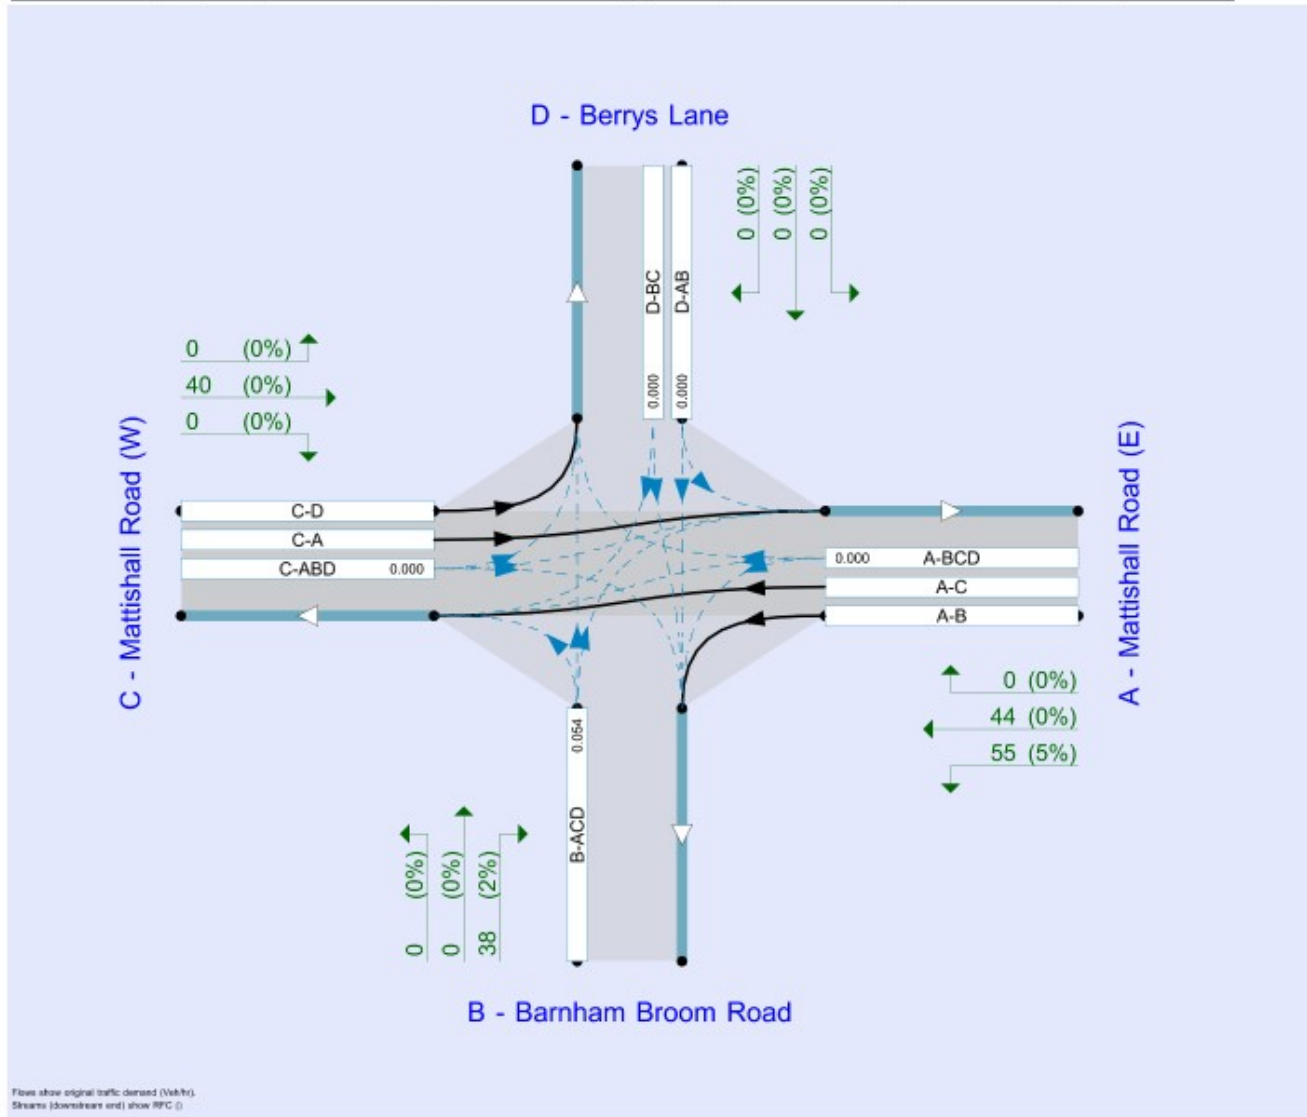 D - Berrys Lane
0 (0%)
0 (0%)
0 (0%)
D-BC
0.000
D-AB
0.000
0 (0%)
40 (0%)
0 (0%)
C - Mattishall Road (W)
C-D
C-A
C-ABD 0.000
0.000 A-BCD
A-C
A-B
A - Mattishall Road (E)
0 (0%)
44 (0%)
55 (5%)
0.054
B-ACD
0 (0%)
0 (0%)
38 (2%)
B - Barnham Broom Road
Flows show original traffic demand (Veh/hr).
Streams (downstream end) show RFC ()